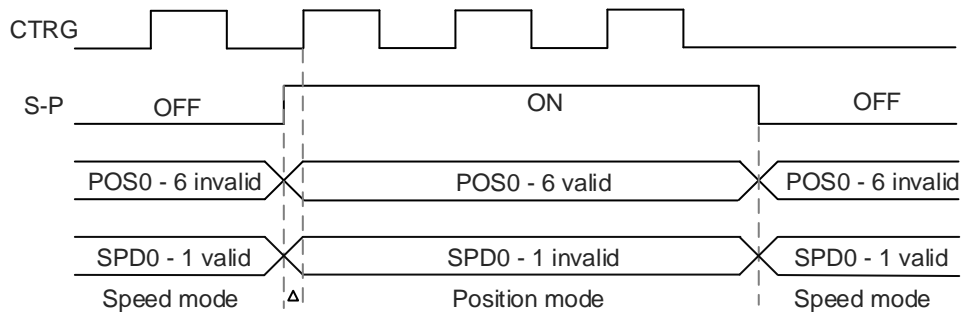 CTRG
S-P OFF ON OFF
POS0 - 6 invalid POS0 - 6 valid POS0 - 6 invalid
SPD0 - 1 valid SPD0 - 1 invalid SPD0 - 1 valid
Speed mode Δ Position mode Speed mode